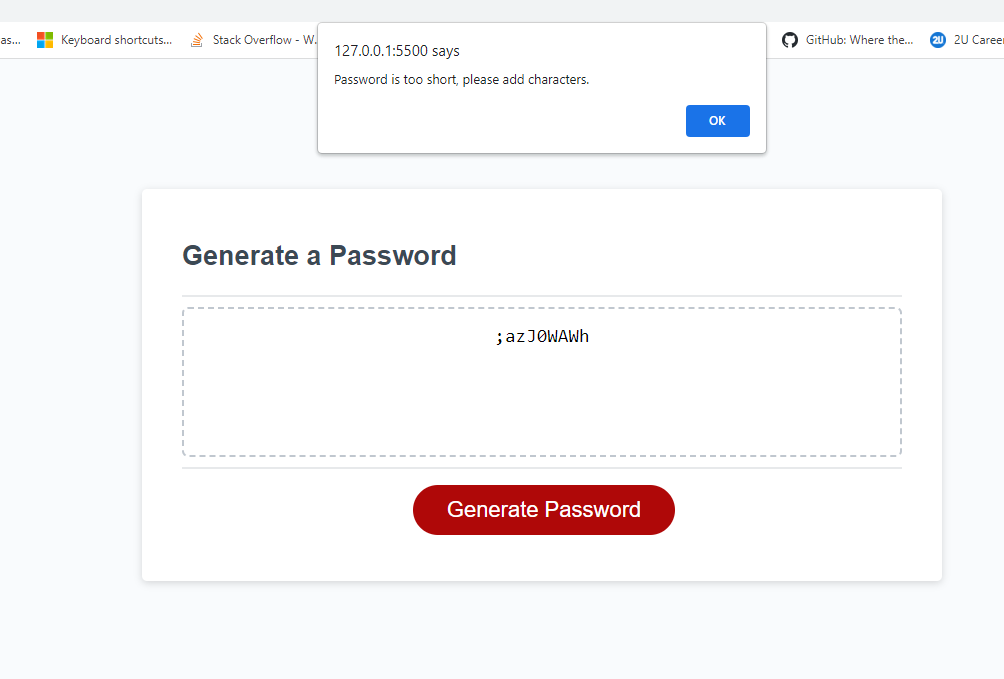 as... Keyboard shortcuts... Stack Overflow - W. GitHub: Where the... 2U 2U Career
127.0.0.1:5500 says
Password is too short, please add characters.
OK
Generate a Password
;azJ0WAWh
Generate Password